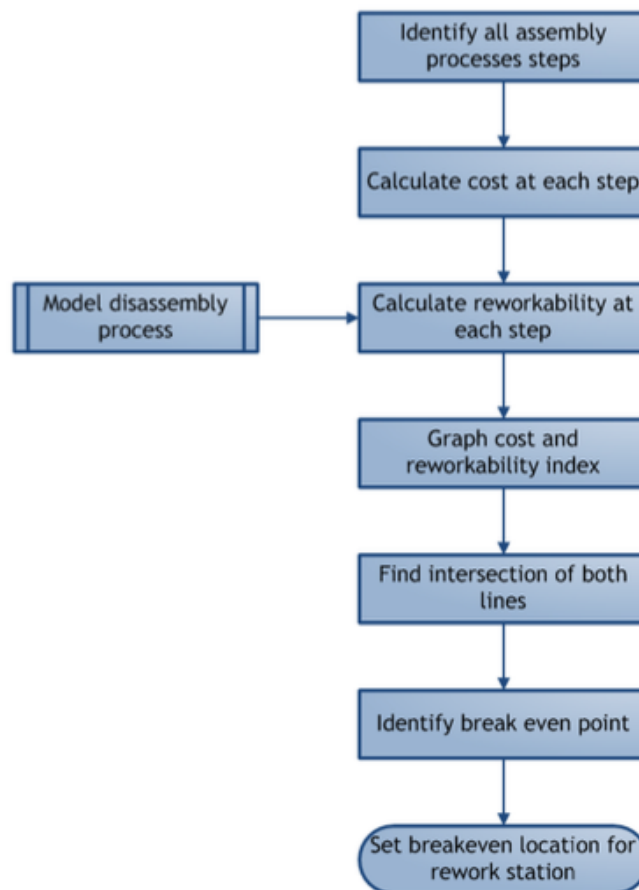 Identify all assembly
processes steps
Calculate cost at each step
Model disassembly
process
Calculate reworkability at
each step
Graph cost and
reworkability index
Find intersection of both
lines
Identify break even point
Set breakeven location for
rework station